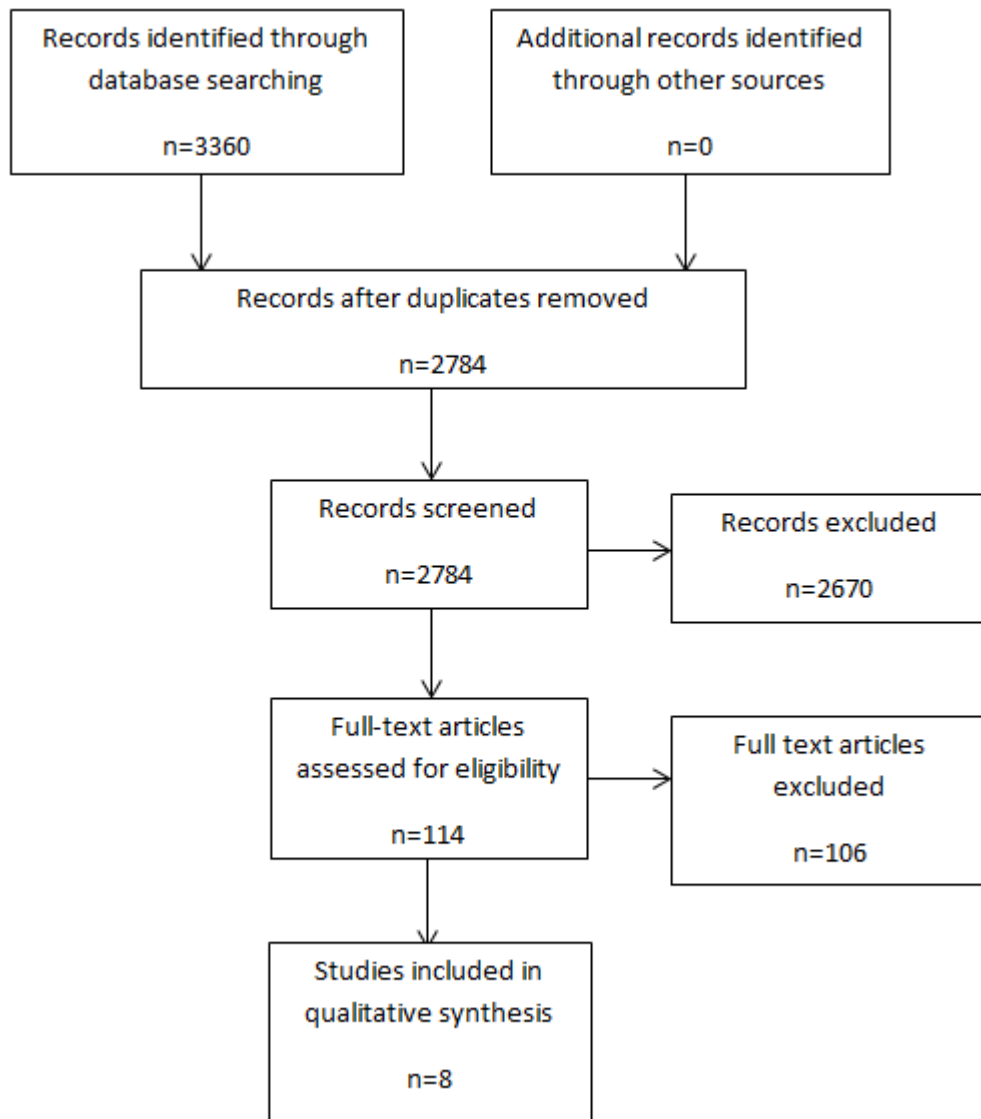 Records identified through
database searching
n=3360
Additional records identified
through other sources
n=0
Records after duplicates removed
n=2784
Records screened
n=2784
Records excluded
n=2670
Full-text articles
assessed for eligibility
n=114
Full text articles
excluded
n=106
Studies included in
qualitative synthesis
n=8